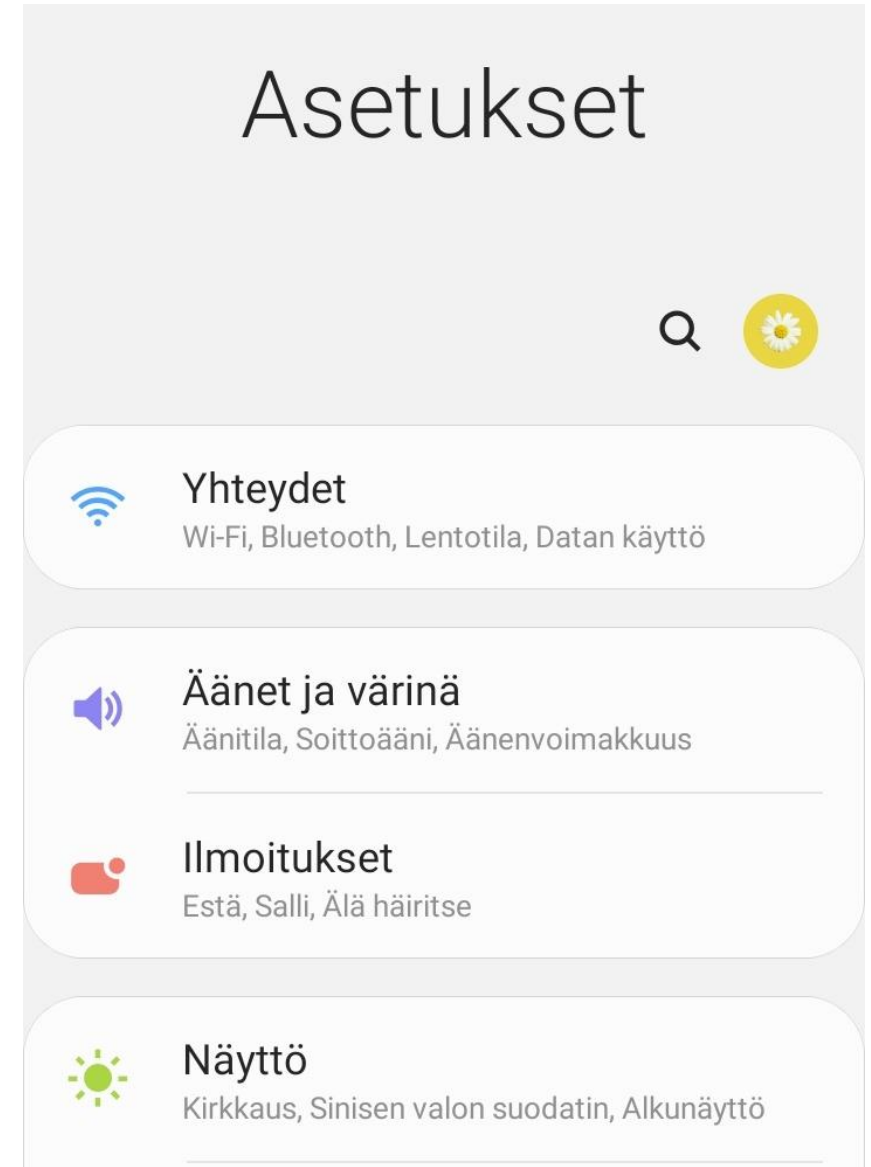 Asetukset
Yhteydet
Wi-Fi, Bluetooth, Lentotila, Datan käyttö
Äänet ja värinä
Äänitila, Soittoääni, Äänenvoimakkuus
Ilmoitukset
Estä, Salli, Älä häiritse
Näyttö
Kirkkaus, Sinisen valon suodatin, Alkunäyttö